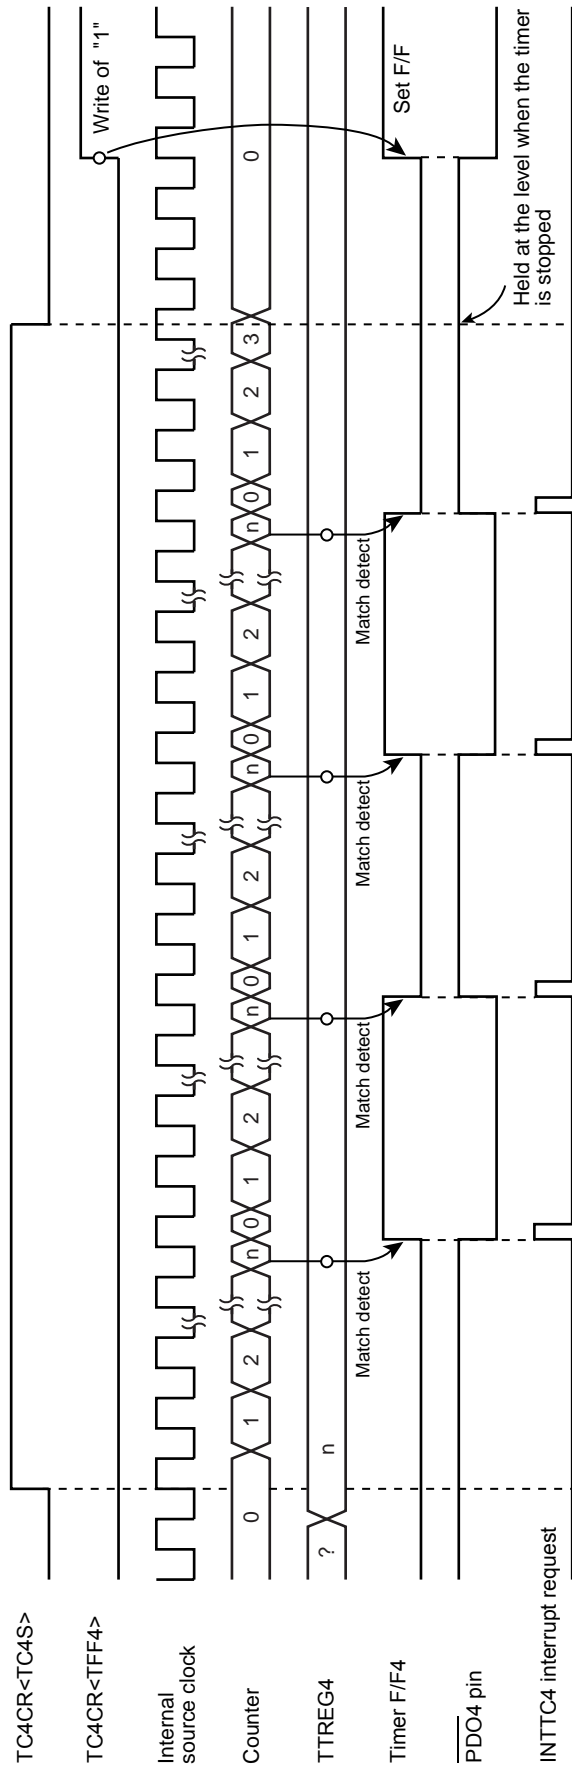 TC4CR<TC4S>
TC4CR<TFF4>
Write of "1"
Internal
source clock
Counter
0
1
2
n
0
1
2
n
0
1
2
n
0
1
2
n
0
1
2
3
0
TTREG4
?
n
Match detect
Match detect
Match detect
Match detect
Timer F/F4
Set F/F
PDO4 pin
Held at the level when the timer
is stopped
INTTC4 interrupt request